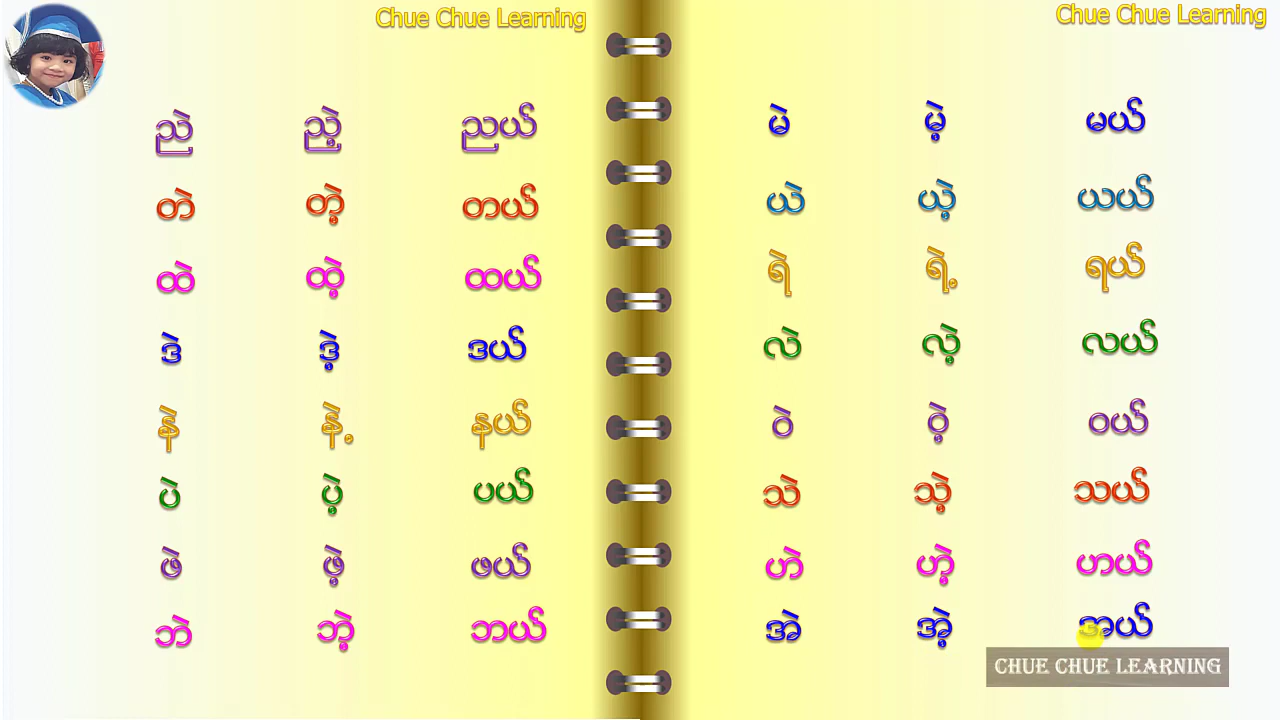 Chue Chue Learning
ညဲ ညဲ့ ညယ်
တဲ တဲ့ တယ်
ထဲ ထဲ့ ထယ်
ဒဲ ဒဲ့ ဒယ်
နဲ နဲ့ နယ်
ပဲ ပဲ့ ပယ်
ဖဲ ဖဲ့ ဖယ်
ဘဲ ဘဲ့ ဘယ်
Chue Chue Learning
မဲ မဲ့ မယ်
ယဲ ယဲ့ ယယ်
ရဲ ရဲ့ ရယ်
လဲ လဲ့ လယ်
ဝဲ ဝဲ့ ဝယ်
သဲ သဲ့ သယ်
ဟဲ ဟဲ့ ဟယ်
အဲ အဲ့ အယ်
CHUE CHUE LEARNING